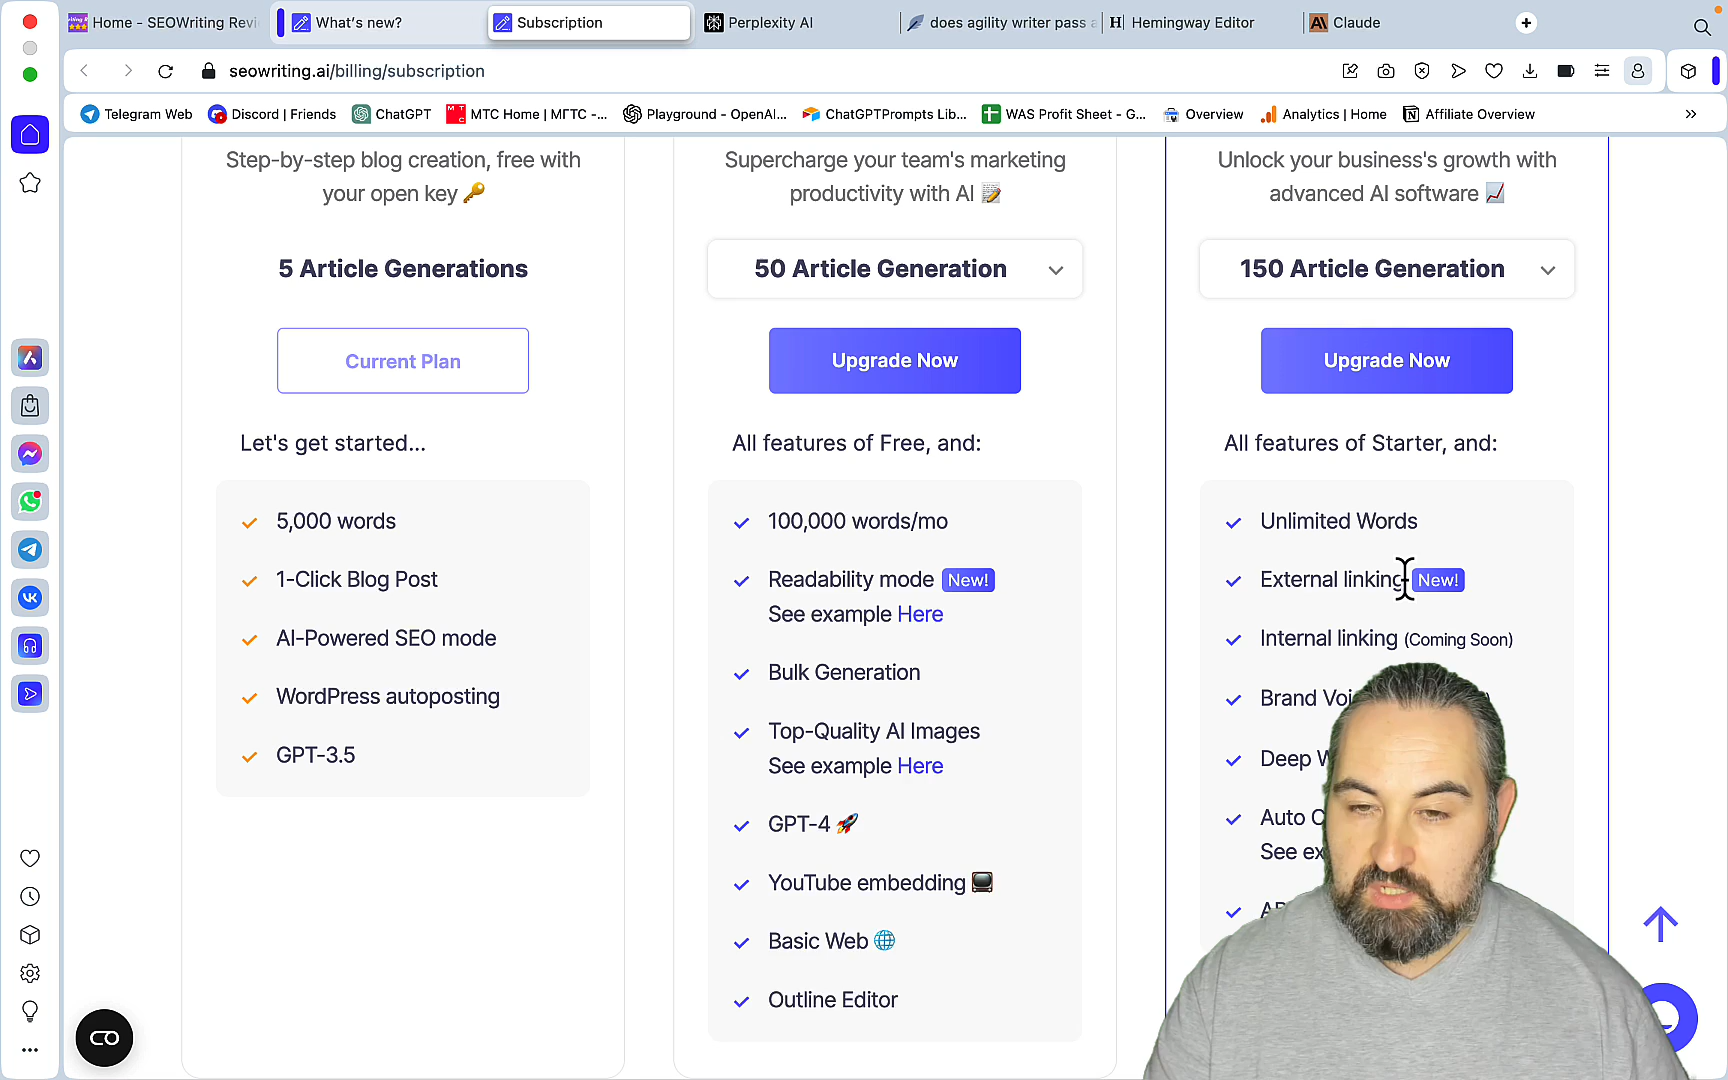 Home - SEOWriting Revi
What's new?
Subscription
Perplexity AI
does agility writer pass a
Hemingway Editor
Claude
seowriting.ai/billing/subscription
Telegram Web
Discord | Friends
ChatGPT
МТС Home | МГТС -...
Playground - OpenAI...
ChatGPTPrompts Lib...
WAS Profit Sheet - G...
Overview
Analytics | Home
Affiliate Overview
Step-by-step blog creation, free with
your open key
5 Article Generations
Current Plan
Let's get started...
5,000 words
1-Click Blog Post
AI-Powered SEO mode
WordPress autoposting
GPT-3.5
Supercharge your team's marketing
productivity with AI
50 Article Generation
Upgrade Now
All features of Free, and:
100,000 words/mo
Readability mode New!
See example Here
Bulk Generation
Top-Quality AI Images
See example Here
GPT-4
YouTube embedding
Basic Web
Outline Editor
Unlock your business's growth with
advanced AI software
150 Article Generation
Upgrade Now
All features of Starter, and:
Unlimited Words
External linking New!
Internal linking (Coming Soon)
Brand Voi
Deep W
Auto C
See ex